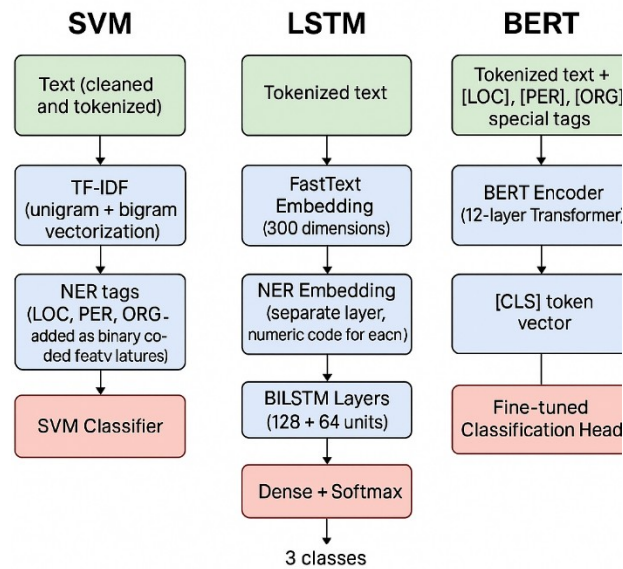 SVM
Text (cleaned
and tokenized)
TF-IDF
(unigram + bigram
vectorization)
NER tags
(LOC, PER, ORG-
added as binary co-
ded featv latures)
SVM Classifier
LSTM
Tokenized text
FastText
Embedding
(300 dimensions)
NER Embedding
(separate layer,
numeric code for eacn)
BILSTM Layers
(128 + 64 units)
Dense + Softmax
3 classes
BERT
Tokenized text +
[LOC], [PER], [ORG]
special tags
BERT Encoder
(12-layer Transformer)
[CLS] token
vector
Fine-tuned
Classification Head